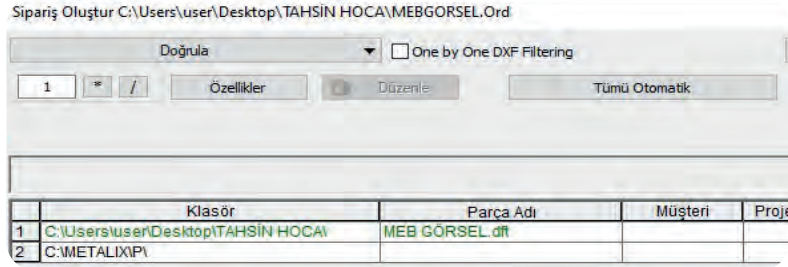 Sipariş Oluştur C:\Users\user\Desktop\TAHSİN HOCA\MEBGORSEL.Ord
Doğrula One by One DXF Filtering
1 * / Özellikler Düzenle Tümü Otomatik
Klasör Parça Adı Müşteri Proje
1 C:\Users\user\Desktop\TAHSİN HOCA\ MEB GÖRSEL.dft
2 C:\METALIX\P\